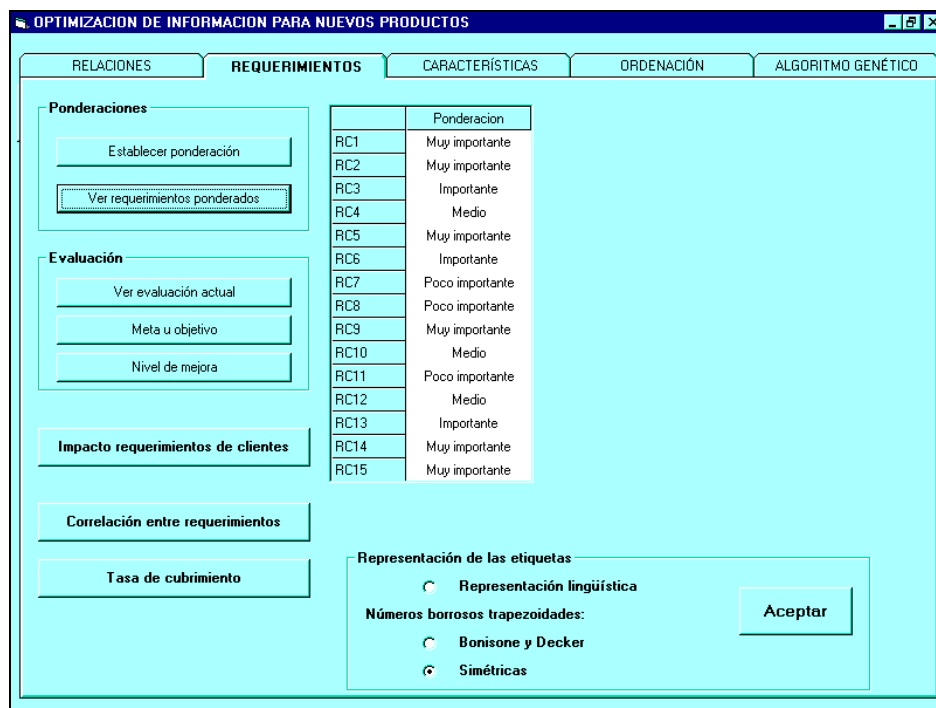 OPTIMIZACION DE INFORMACION PARA NUEVOS PRODUCTOS
RELACIONES REQUERIMIENTOS CARACTERÍSTICAS ORDENACIÓN ALGORITMO GENÉTICO
Ponderaciones
Establecer ponderación
Ver requerimientos ponderados
Evaluación
Ver evaluación actual
Meta u objetivo
Nivel de mejora
Impacto requerimientos de clientes
Correlación entre requerimientos
Tasa de cubrimiento
Ponderacion
RC1 Muy importante
RC2 Muy importante
RC3 Importante
RC4 Medio
RC5 Muy importante
RC6 Importante
RC7 Poco importante
RC8 Poco importante
RC9 Muy importante
RC10 Medio
RC11 Poco importante
RC12 Medio
RC13 Importante
RC14 Muy importante
RC15 Muy importante
Representación de las etiquetas
Representación lingüística
Números borrosos trapezoidades:
Bonisone y Decker
Simétricas
Aceptar